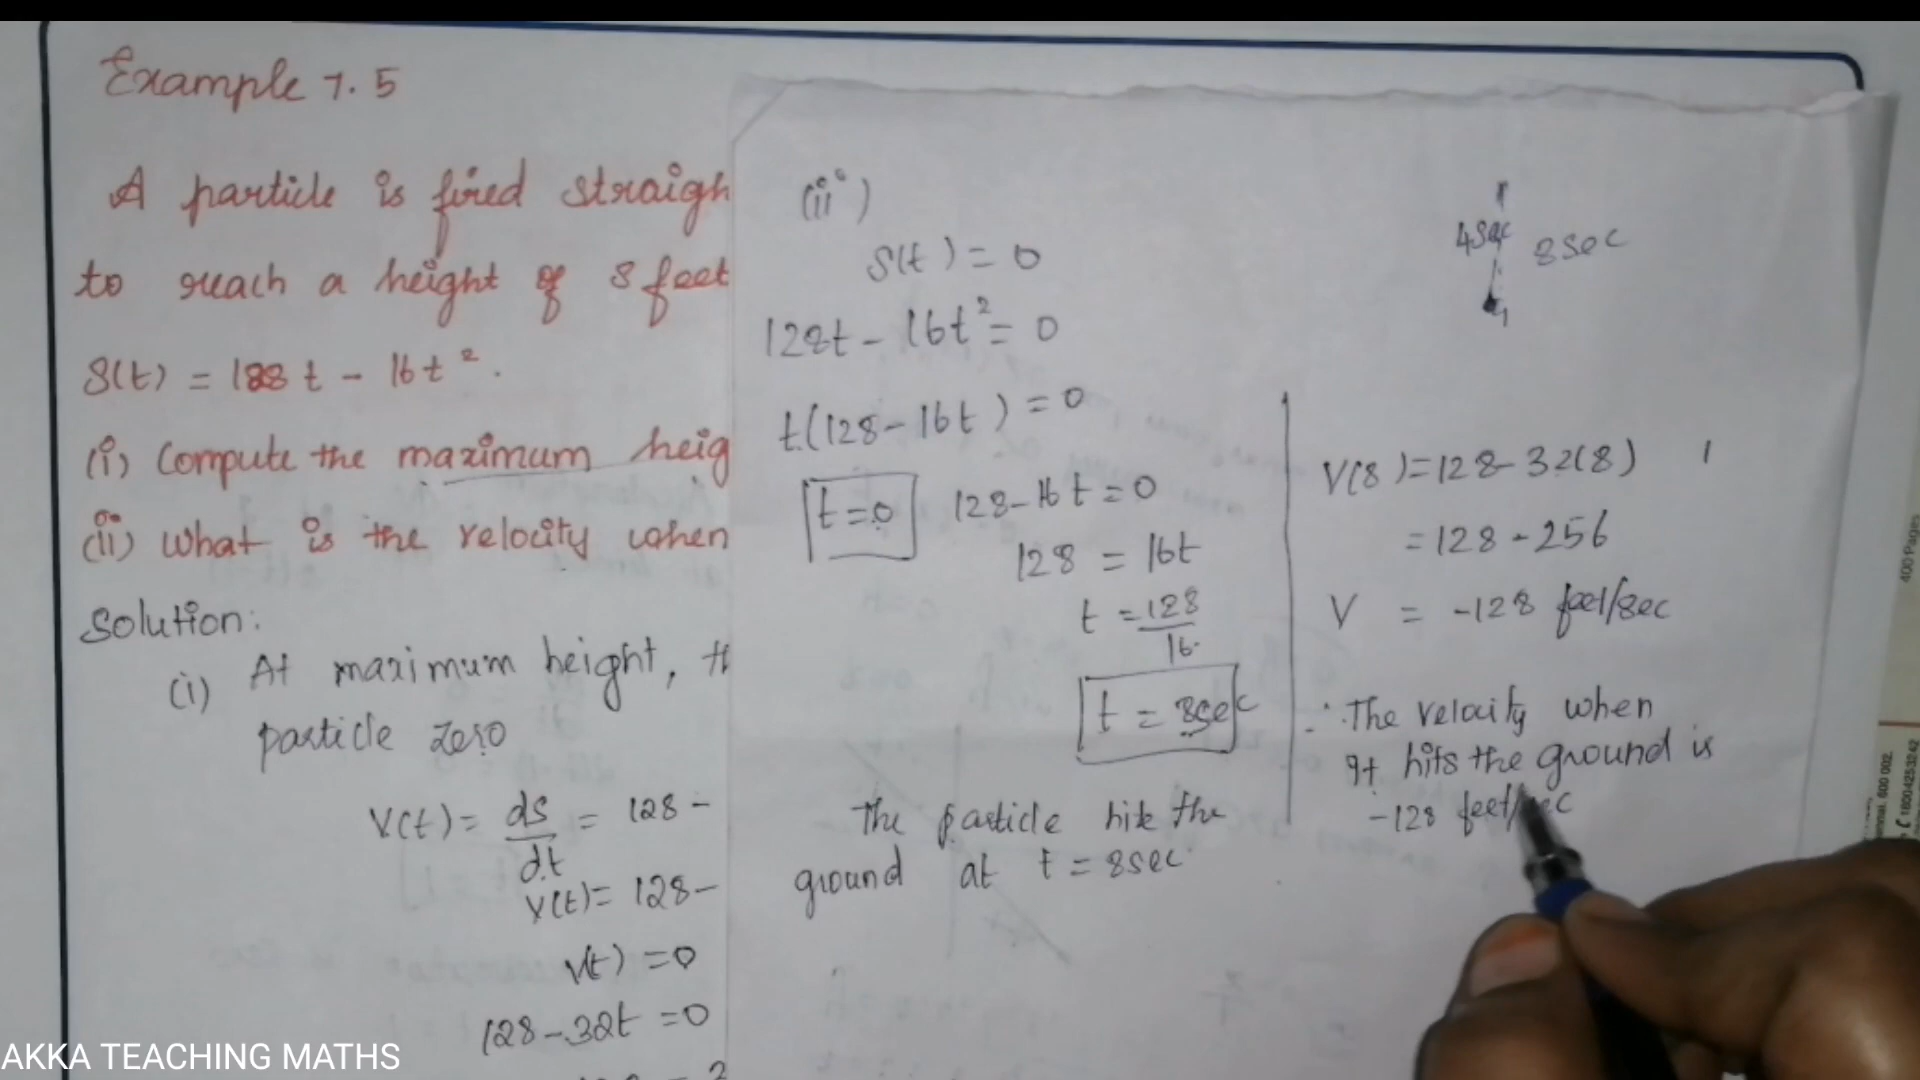 Example 7.5
A particle is fired straigh
to reach a height of s feet
S(t) = 128 t - 16t².
(i) Compute the maximum heig
(ii) What is the velocity when
Solution:
(i) At maximum height, th
particle zero
V(t) = ds/dt = 128 -
V(t) = 128 -
V(t) = 0
128 - 32t = 0
(ii)
S(t) = 0
128t - 16t² = 0
t(128 - 16t) = 0
t = 0 128 - 16t = 0
128 = 16t
t = 128/16
t = 8sec
The particle hits the
ground at t = 8sec
4sec 8sec
V(8) = 128 - 32(8)
= 128 - 256
V = -128 feet/sec
∴ The velocity when
It hits the ground is
-128 feet/sec
400 Pages
AKKA TEACHING MATHS